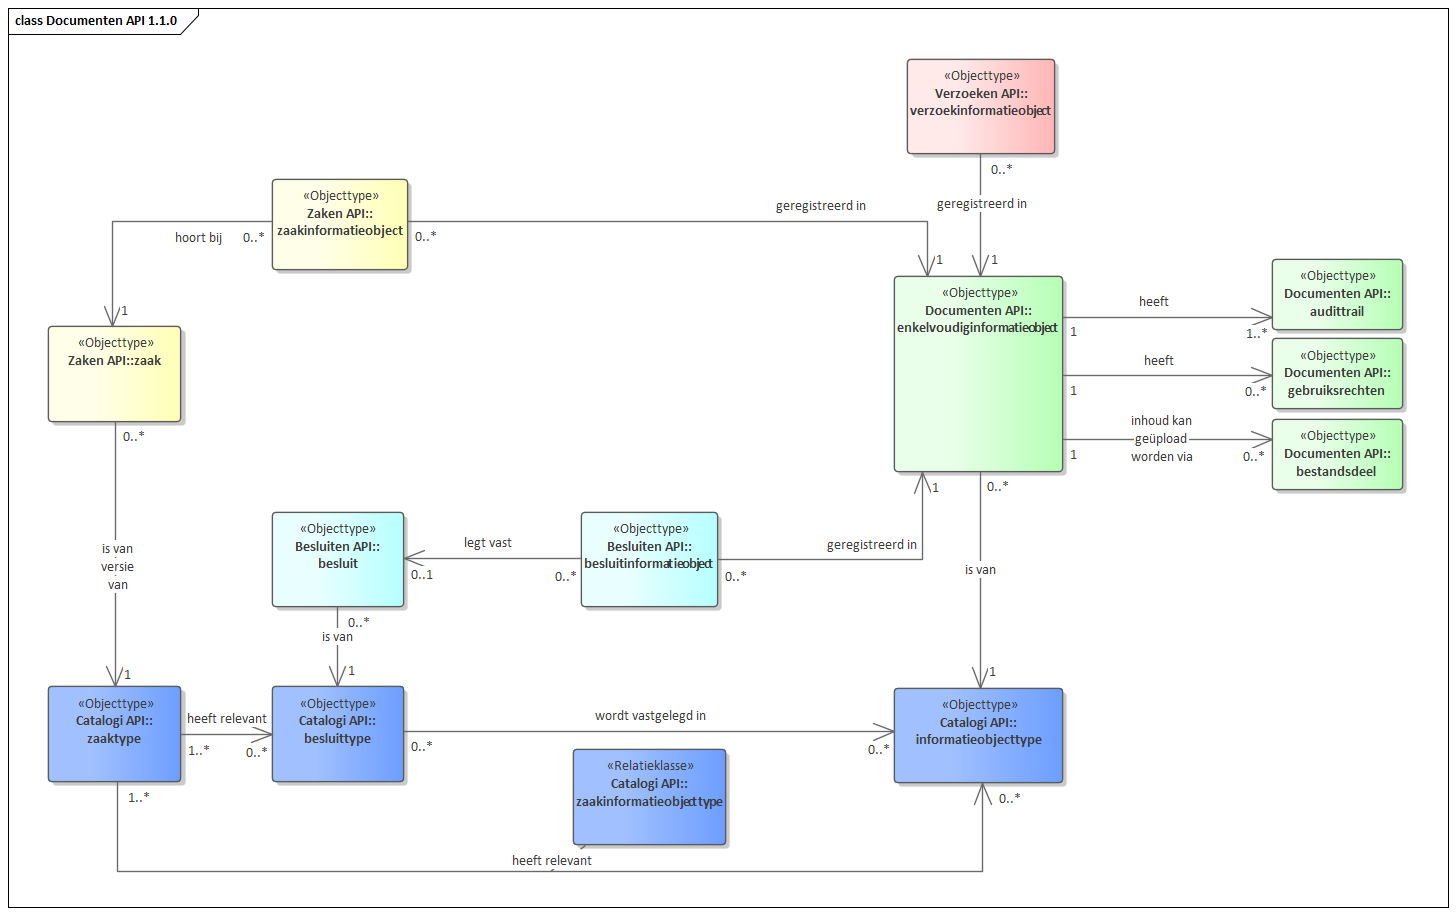 class Documenten API 1.1.0
«Objecttype»
Verzoeken API::
verzoekinformatieobject
0..*
geregistreerd in
1
«Objecttype»
Zaken API::
zaakinformatieobject
hoort bij
0..*
0..*
geregistreerd in
1
1
«Objecttype»
Zaken API::zaak
0..*
«Objecttype»
Documenten API::
enkelvoudiginformatieobject
heeft
1
1..*
«Objecttype»
Documenten API::
audittrail
heeft
1
0..*
«Objecttype»
Documenten API::
gebruiksrechten
inhoud kan
geüpload
worden via
1
0..*
«Objecttype»
Documenten API::
bestandsdeel
is van
versie
van
1
«Objecttype»
Besluiten API::
besluit
legt vast
0..1
0..*
«Objecttype»
Besluiten API::
besluitinformatieobject
geregistreerd in
0..*
1
0..*
is van
1
0..*
is van
1
«Objecttype»
Catalogi API::
zaaktype
heeft relevant
1..*
0..*
«Objecttype»
Catalogi API::
besluittype
wordt vastgelegd in
0..*
0..*
«Objecttype»
Catalogi API::
informatieobjecttype
«Relatieklasse»
Catalogi API::
zaakinformatieobjecttype
1..*
heeft relevant
0..*